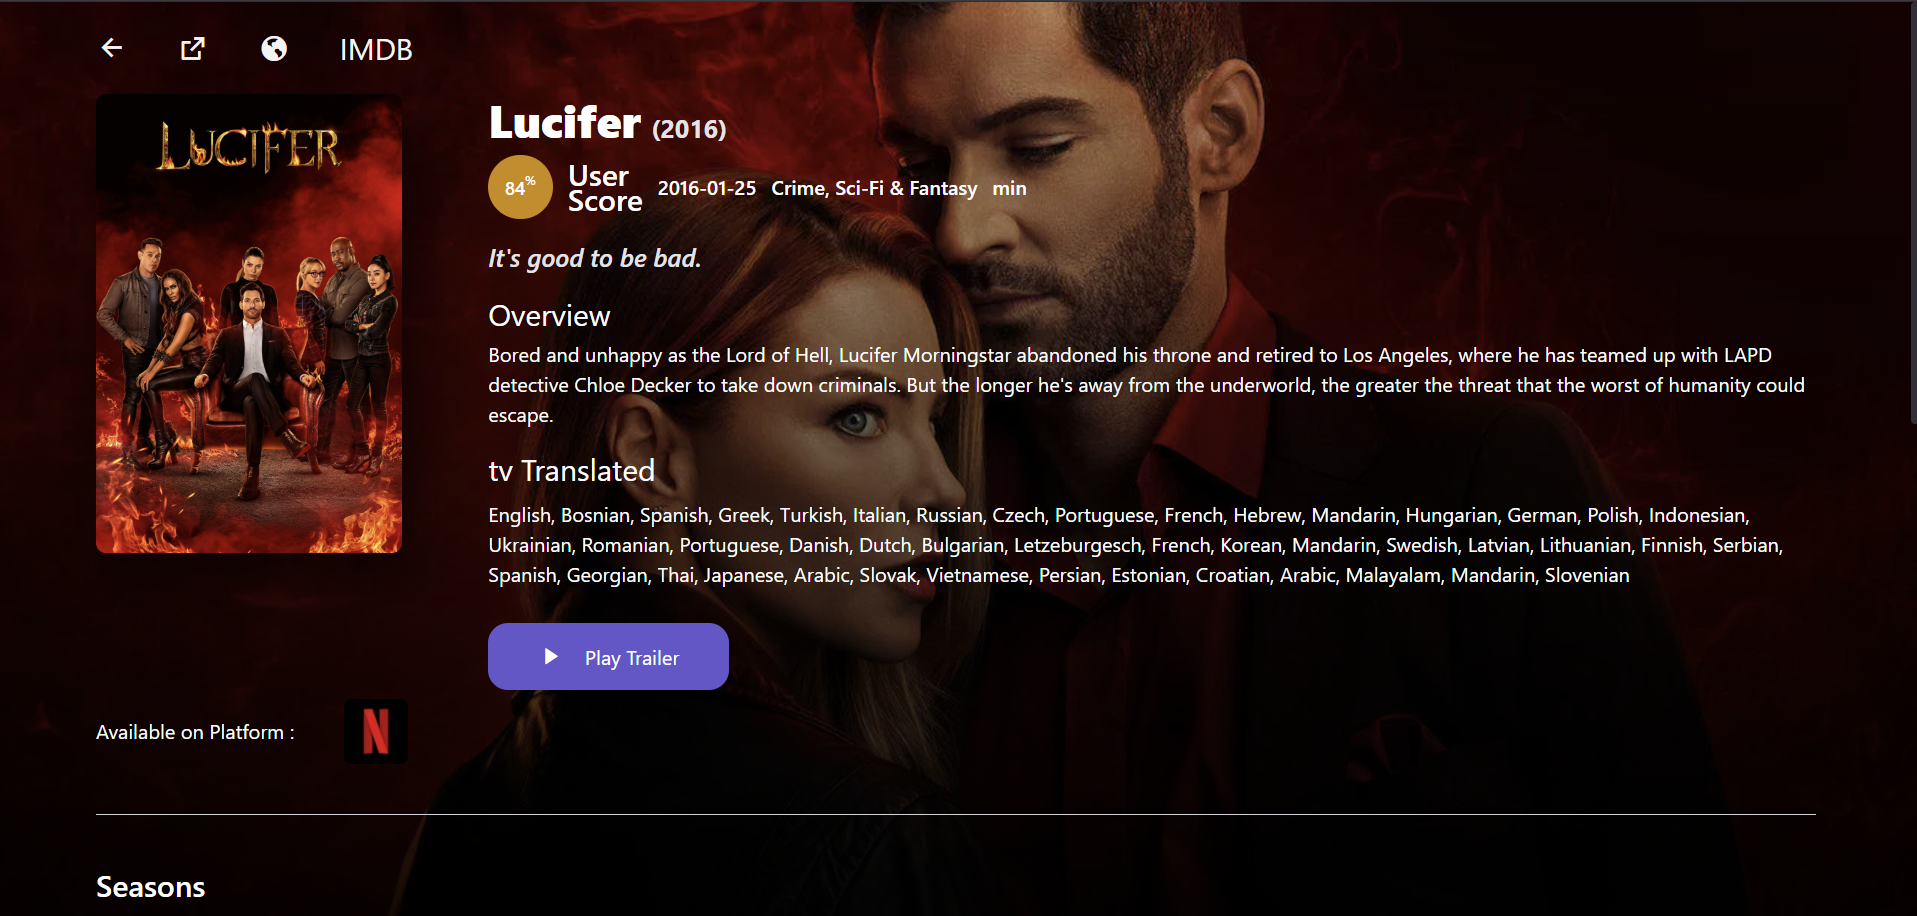 IMDB
LUCIFER
Lucifer (2016)
84%
User
Score
2016-01-25 Crime, Sci-Fi & Fantasy min
It's good to be bad.
Overview
Bored and unhappy as the Lord of Hell, Lucifer Morningstar abandoned his throne and retired to Los Angeles, where he has teamed up with LAPD
detective Chloe Decker to take down criminals. But the longer he's away from the underworld, the greater the threat that the worst of humanity could
escape.
tv Translated
English, Bosnian, Spanish, Greek, Turkish, Italian, Russian, Czech, Portuguese, French, Hebrew, Mandarin, Hungarian, German, Polish, Indonesian,
Ukrainian, Romanian, Portuguese, Danish, Dutch, Bulgarian, Letzeburgesch, French, Korean, Mandarin, Swedish, Latvian, Lithuanian, Finnish, Serbian,
Spanish, Georgian, Thai, Japanese, Arabic, Slovak, Vietnamese, Persian, Estonian, Croatian, Arabic, Malayalam, Mandarin, Slovenian
Play Trailer
Available on Platform :
N
Seasons